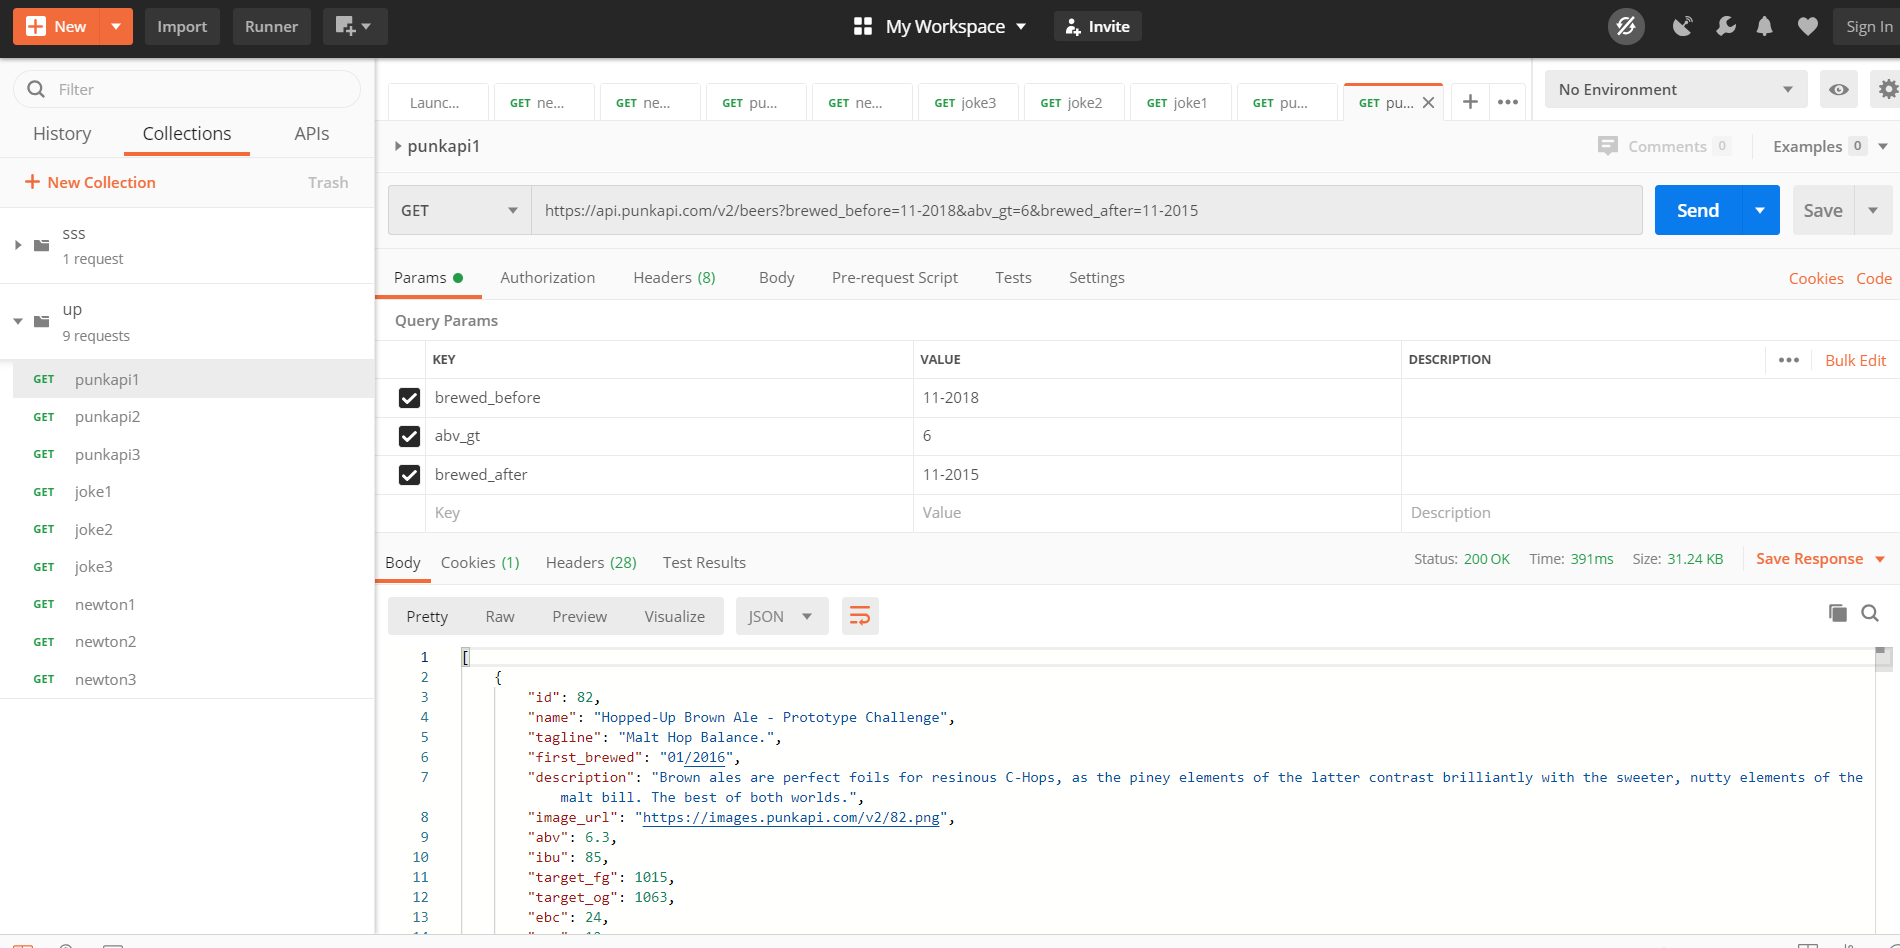 New Import Runner My Workspace Invite Sign In
Filter
History Collections APIs
New Collection Trash
sss
1 request
up
9 requests
GET punkapi1
GET punkapi2
GET punkapi3
GET joke1
GET joke2
GET joke3
GET newton1
GET newton2
GET newton3
Launc... GET ne... GET ne... GET pu... GET ne... GET joke3 GET joke2 GET joke1 GET pu... GET pu... No Environment
punkapi1 Comments 0 Examples 0
GET https://api.punkapi.com/v2/beers?brewed_before=11-2018&abv_gt=6&brewed_after=11-2015 Send Save
Params Authorization Headers (8) Body Pre-request Script Tests Settings Cookies Code
Query Params
KEY VALUE DESCRIPTION Bulk Edit
brewed_before 11-2018
abv_gt 6
brewed_after 11-2015
Key Value Description
Body Cookies (1) Headers (28) Test Results Status: 200 OK Time: 391ms Size: 31.24 KB Save Response
Pretty Raw Preview Visualize JSON
1 [
2 {
3 "id": 82,
4 "name": "Hopped-Up Brown Ale - Prototype Challenge",
5 "tagline": "Malt Hop Balance.",
6 "first_brewed": "01/2016",
7 "description": "Brown ales are perfect foils for resinous C-Hops, as the piney elements of the latter contrast brilliantly with the sweeter, nutty elements of the
malt bill. The best of both worlds.",
8 "image_url": "https://images.punkapi.com/v2/82.png",
9 "abv": 6.3,
10 "ibu": 85,
11 "target_fg": 1015,
12 "target_og": 1063,
13 "ebc": 24,